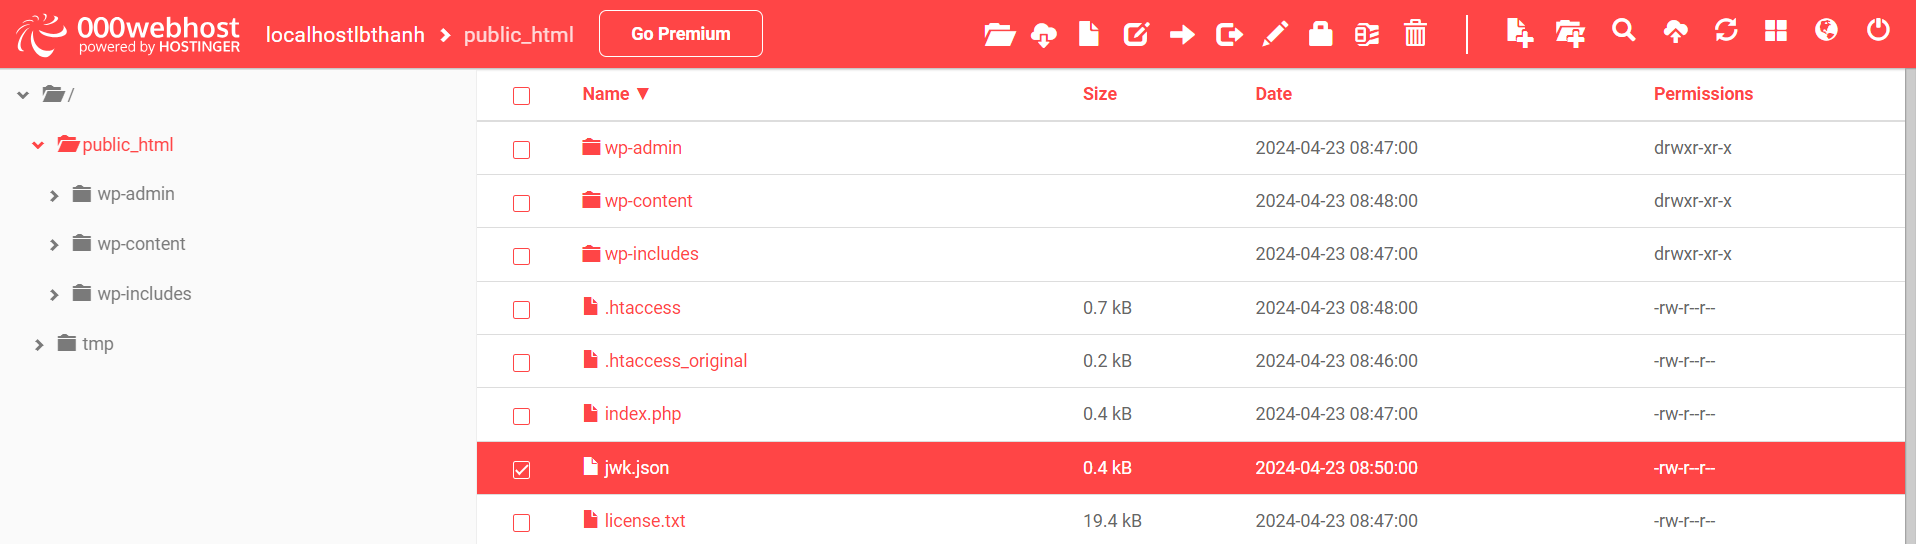 000webhost
powered by HOSTINGER
localhostlbthanh
public_html
Go Premium
/
public_html
wp-admin
wp-content
wp-includes
tmp
Name ▼ Size Date Permissions
wp-admin 2024-04-23 08:47:00 drwxr-xr-x
wp-content 2024-04-23 08:48:00 drwxr-xr-x
wp-includes 2024-04-23 08:47:00 drwxr-xr-x
.htaccess 0.7 kB 2024-04-23 08:48:00 -rw-r--r--
.htaccess_original 0.2 kB 2024-04-23 08:46:00 -rw-r--r--
index.php 0.4 kB 2024-04-23 08:47:00 -rw-r--r--
jwk.json 0.4 kB 2024-04-23 08:50:00 -rw-r--r--
license.txt 19.4 kB 2024-04-23 08:47:00 -rw-r--r--